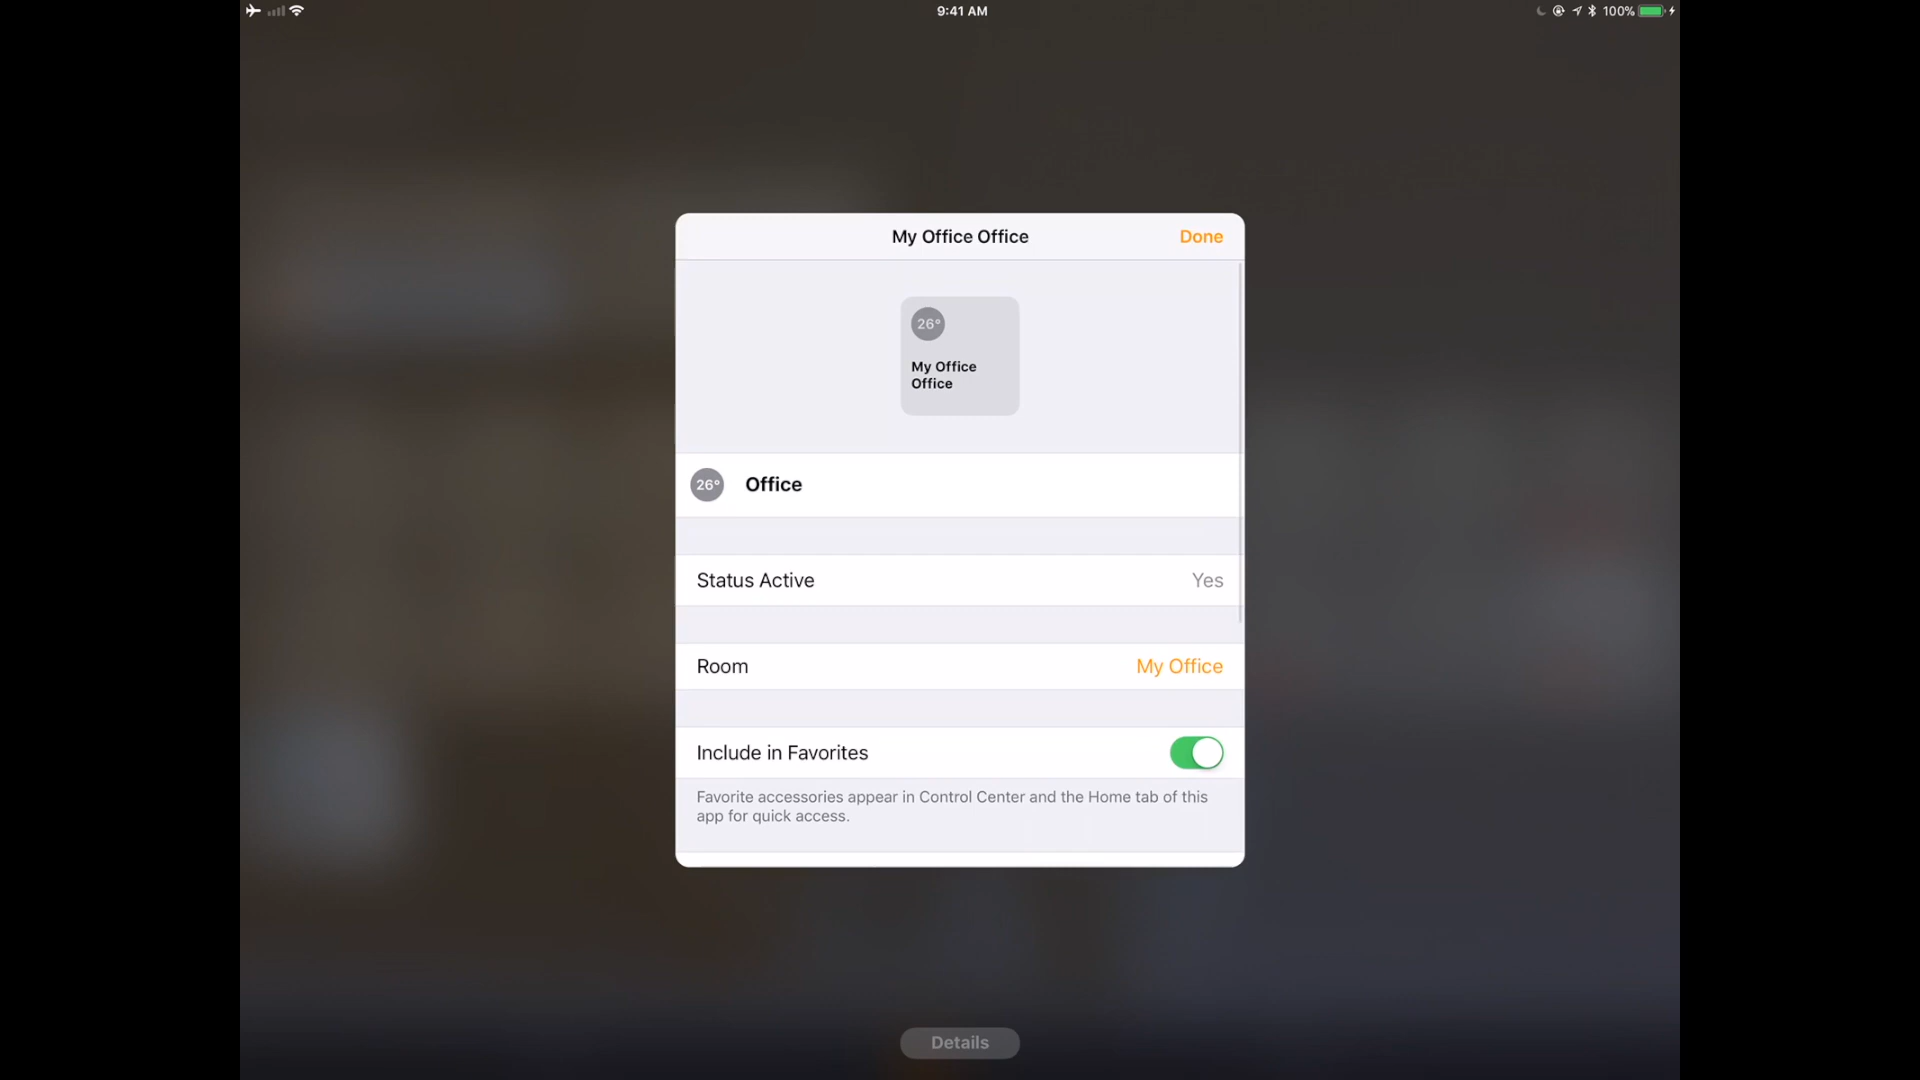 9:41 AM
100%
My Office Office
Done
26°
My Office
Office
26°
Office
Status Active
Yes
Room
My Office
Include in Favorites
Favorite accessories appear in Control Center and the Home tab of this
app for quick access.
Details